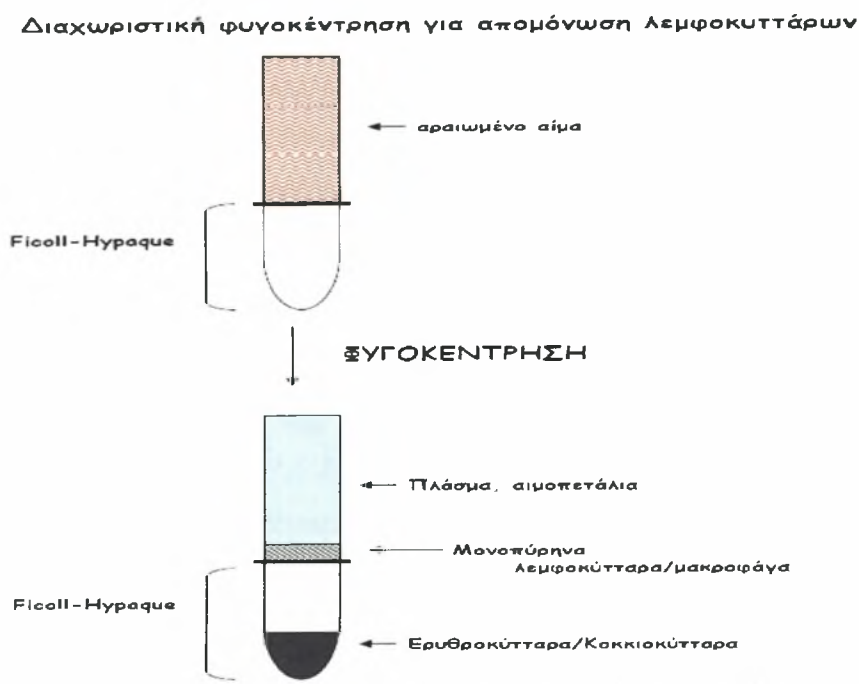 Διαχωριστική φυγοκέντρηση για απομόνωση λεμφοκυττάρων
αραιωμένο αίμα
Ficoll-Hypaque
ΦΥΓΟΚΕΝΤΡΗΣΗ
Πλάσμα, αιμοπετάλια
Μονοπύρηνα
λεμφοκύτταρα/μακροφάγα
Ficoll-Hypaque
Ερυθροκύτταρα/Κοκκιοκύτταρα